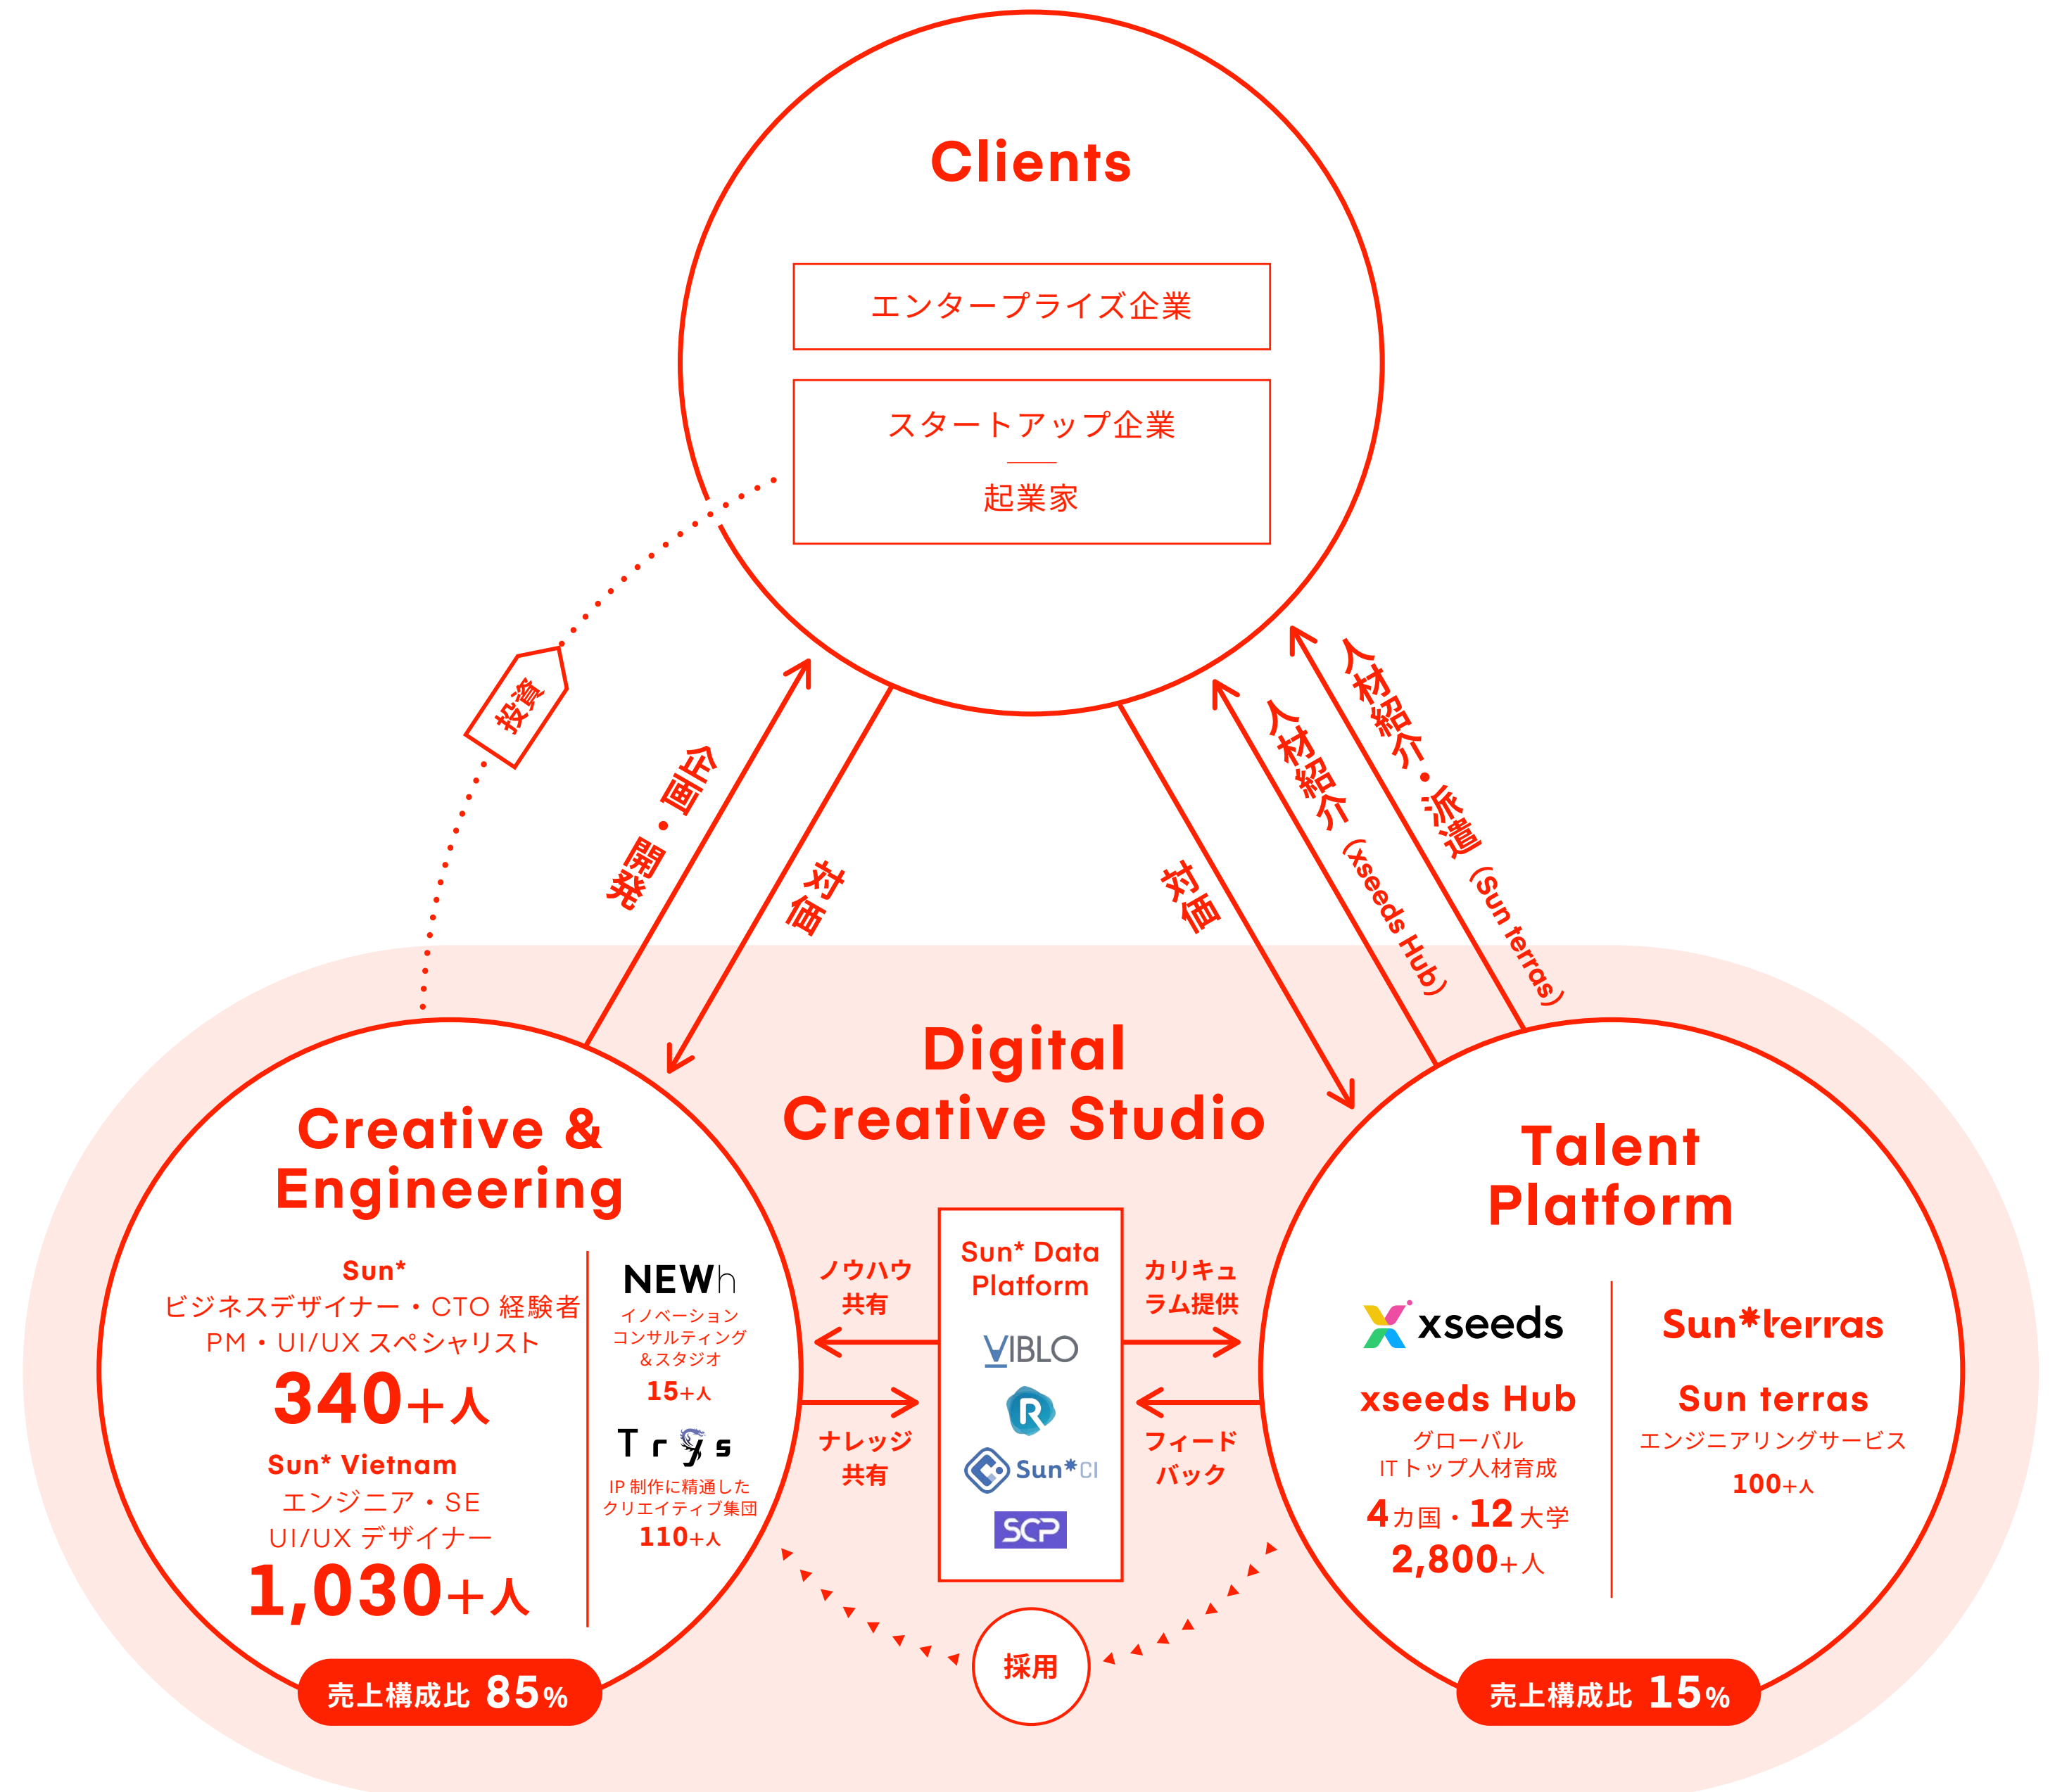 Clients
エンタープライズ企業
スタートアップ企業
起業家
投資
企画・開発
対価
対価
人材紹介（xseeds Hub）
人材紹介・派遣（Sun terras）
Digital
Creative Studio
Creative &
Engineering
Sun*
ビジネスデザイナー・CTO 経験者
PM・UI/UX スペシャリスト
340+人
Sun* Vietnam
エンジニア・SE
UI/UX デザイナー
1,030+人
NEWh
イノベーション
コンサルティング
＆スタジオ
15+人
Trys
IP 制作に精通した
クリエイティブ集団
110+人
売上構成比 85%
ノウハウ
共有
ナレッジ
共有
Sun* Data
Platform
VIBLO
R
Sun*CI
SCP
カリキュ
ラム提供
フィード
バック
採用
Talent
Platform
xseeds
xseeds Hub
グローバル
IT トップ人材育成
4 カ国・12 大学
2,800+人
Sun*terras
Sun terras
エンジニアリングサービス
100+人
売上構成比 15%